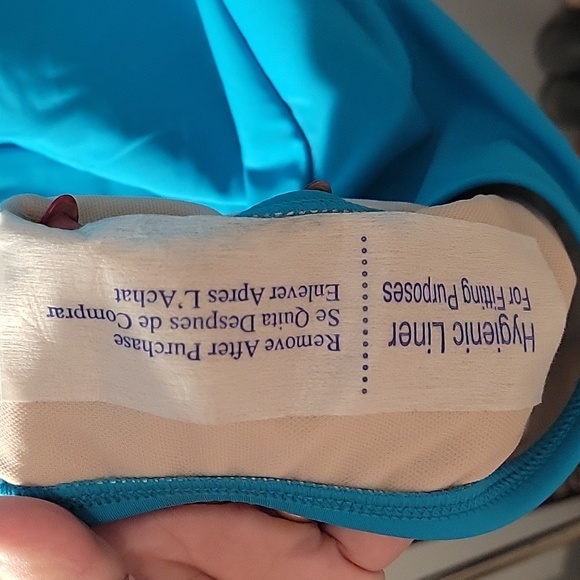 Hygienic Liner
For Fitting Purposes
Remove After Purchase
Se Quita Despues de Comprar
Enlever Apres L'Achat